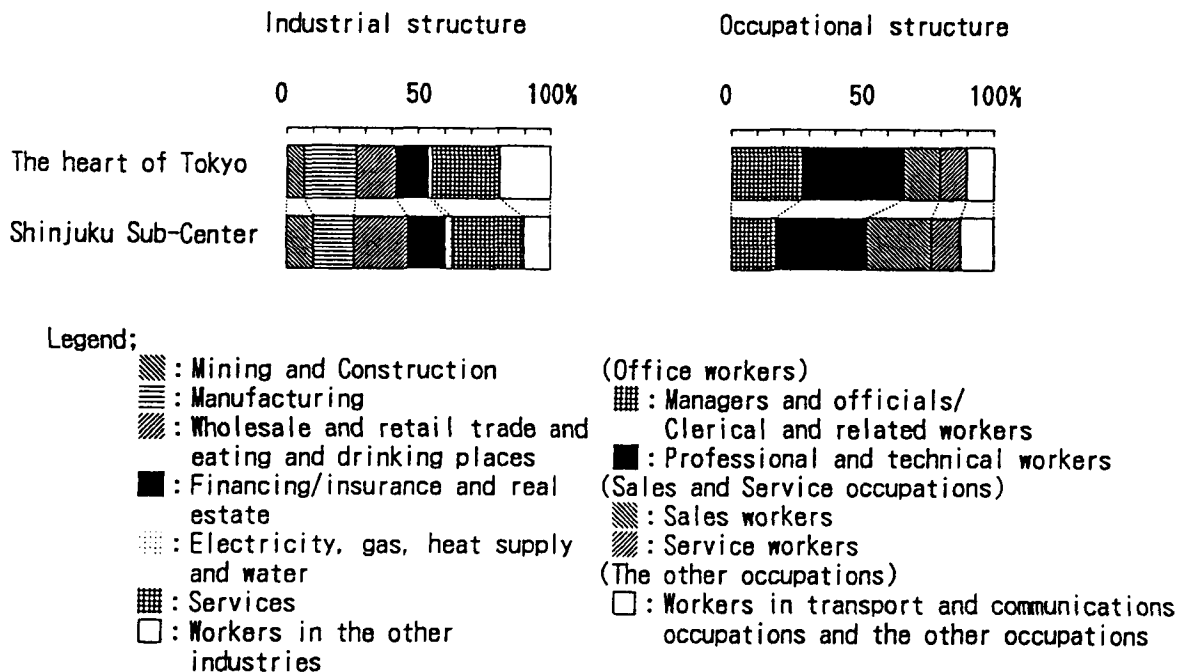 Industrial structure
Occupational structure
0 50 100%
0 50 100%
The heart of Tokyo
Shinjuku Sub-Center
Legend;
: Mining and Construction
: Manufacturing
: Wholesale and retail trade and
eating and drinking places
: Financing/insurance and real
estate
: Electricity, gas, heat supply
and water
: Services
: Workers in the other
industries
(Office workers)
: Managers and officials/
Clerical and related workers
: Professional and technical workers
(Sales and Service occupations)
: Sales workers
: Service workers
(The other occupations)
: Workers in transport and communications
occupations and the other occupations